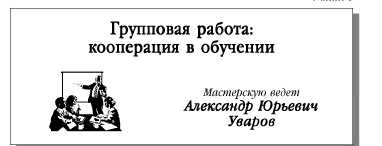 Групповая работа:
кооперация в обучении
Мастерскую ведет
Александр Юрьевич
Уваров